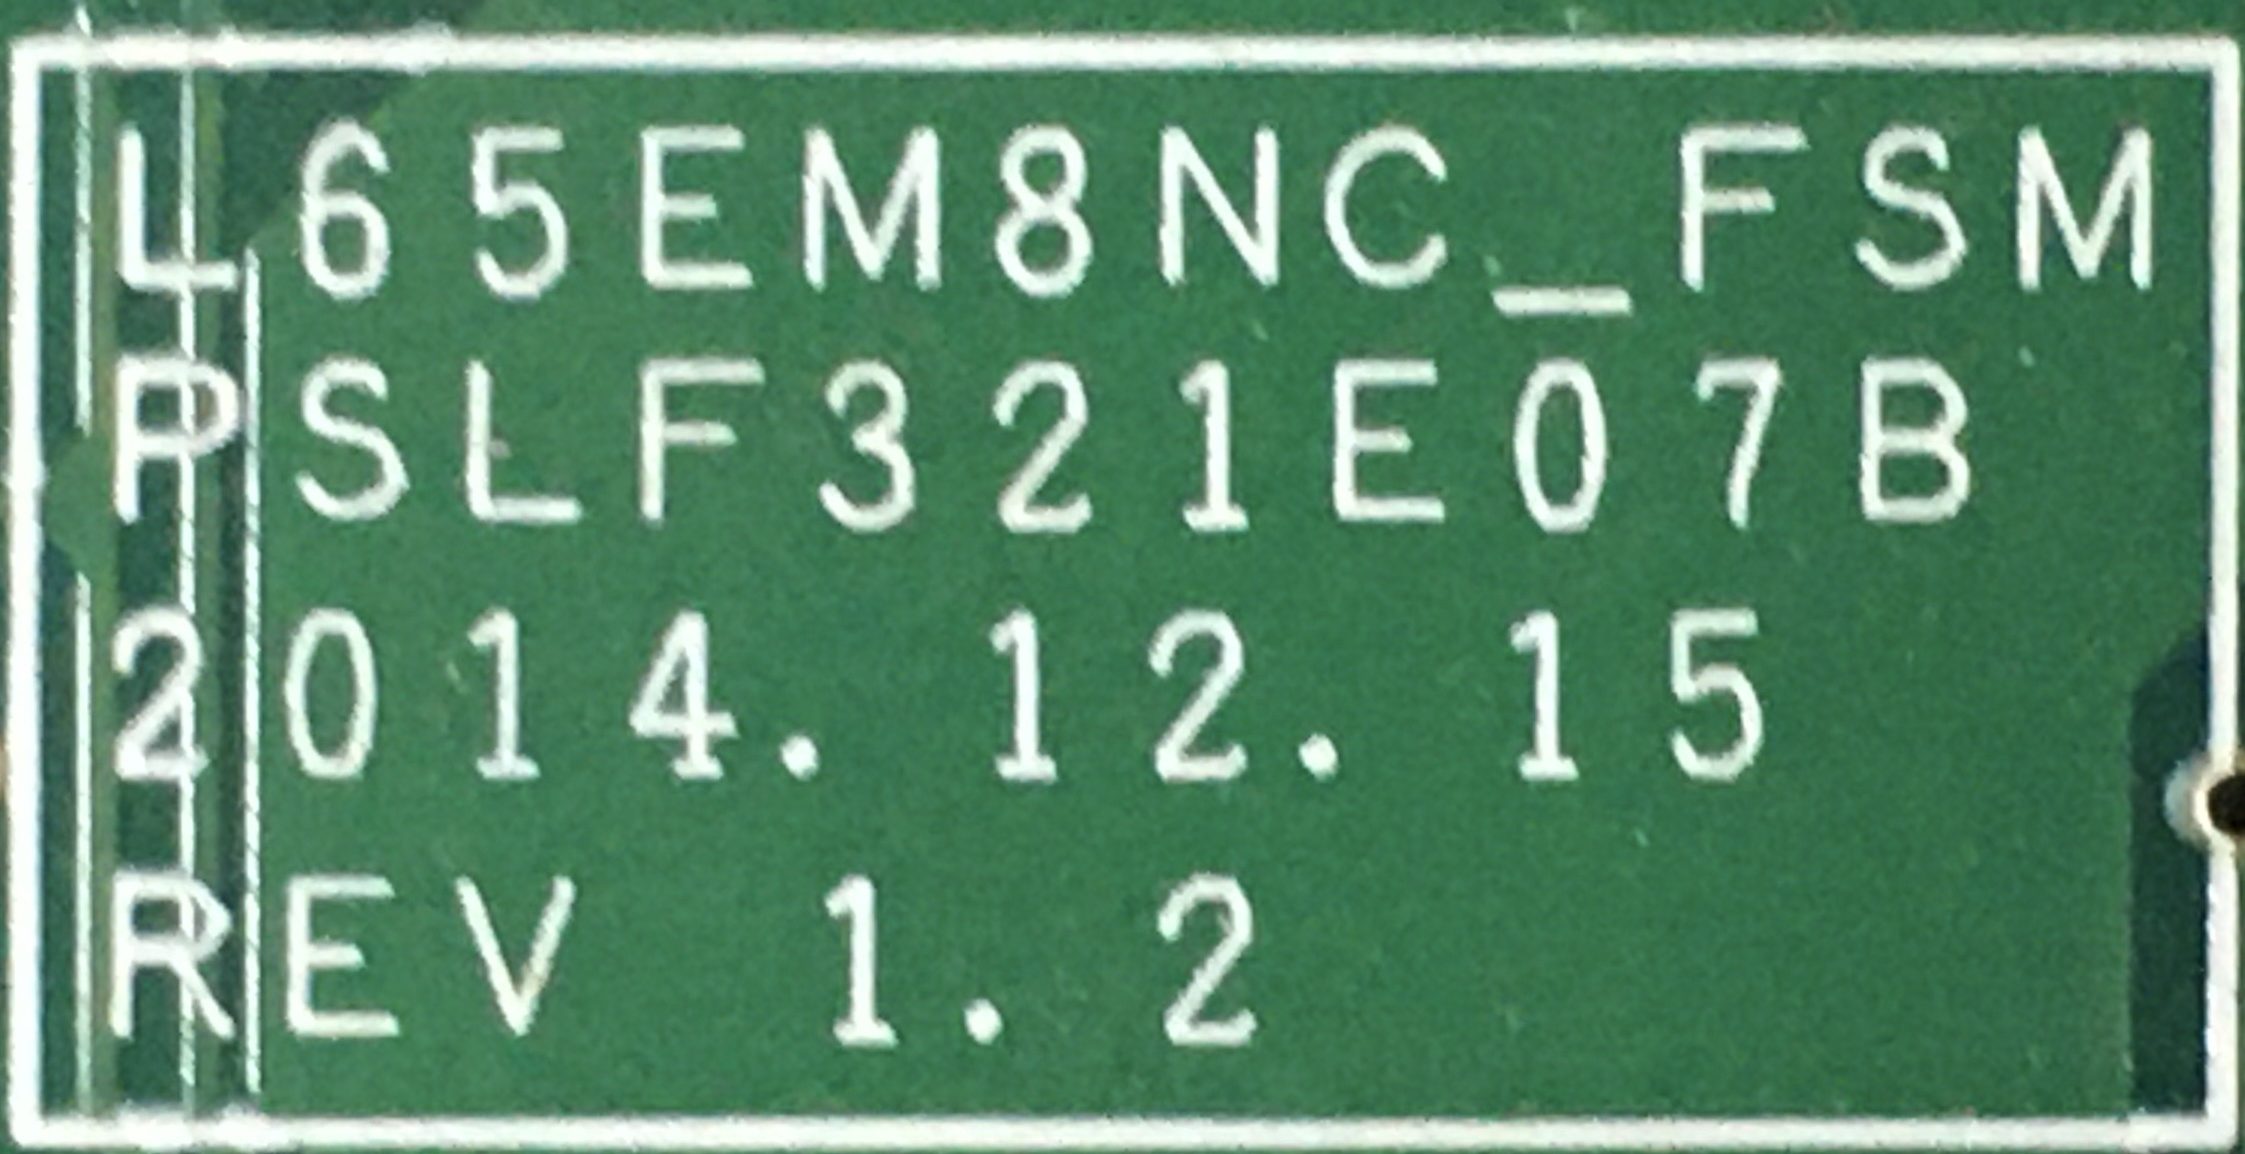 L65EM8NC_FSM
PSLF321E07B
2014. 12. 15
REV 1.2